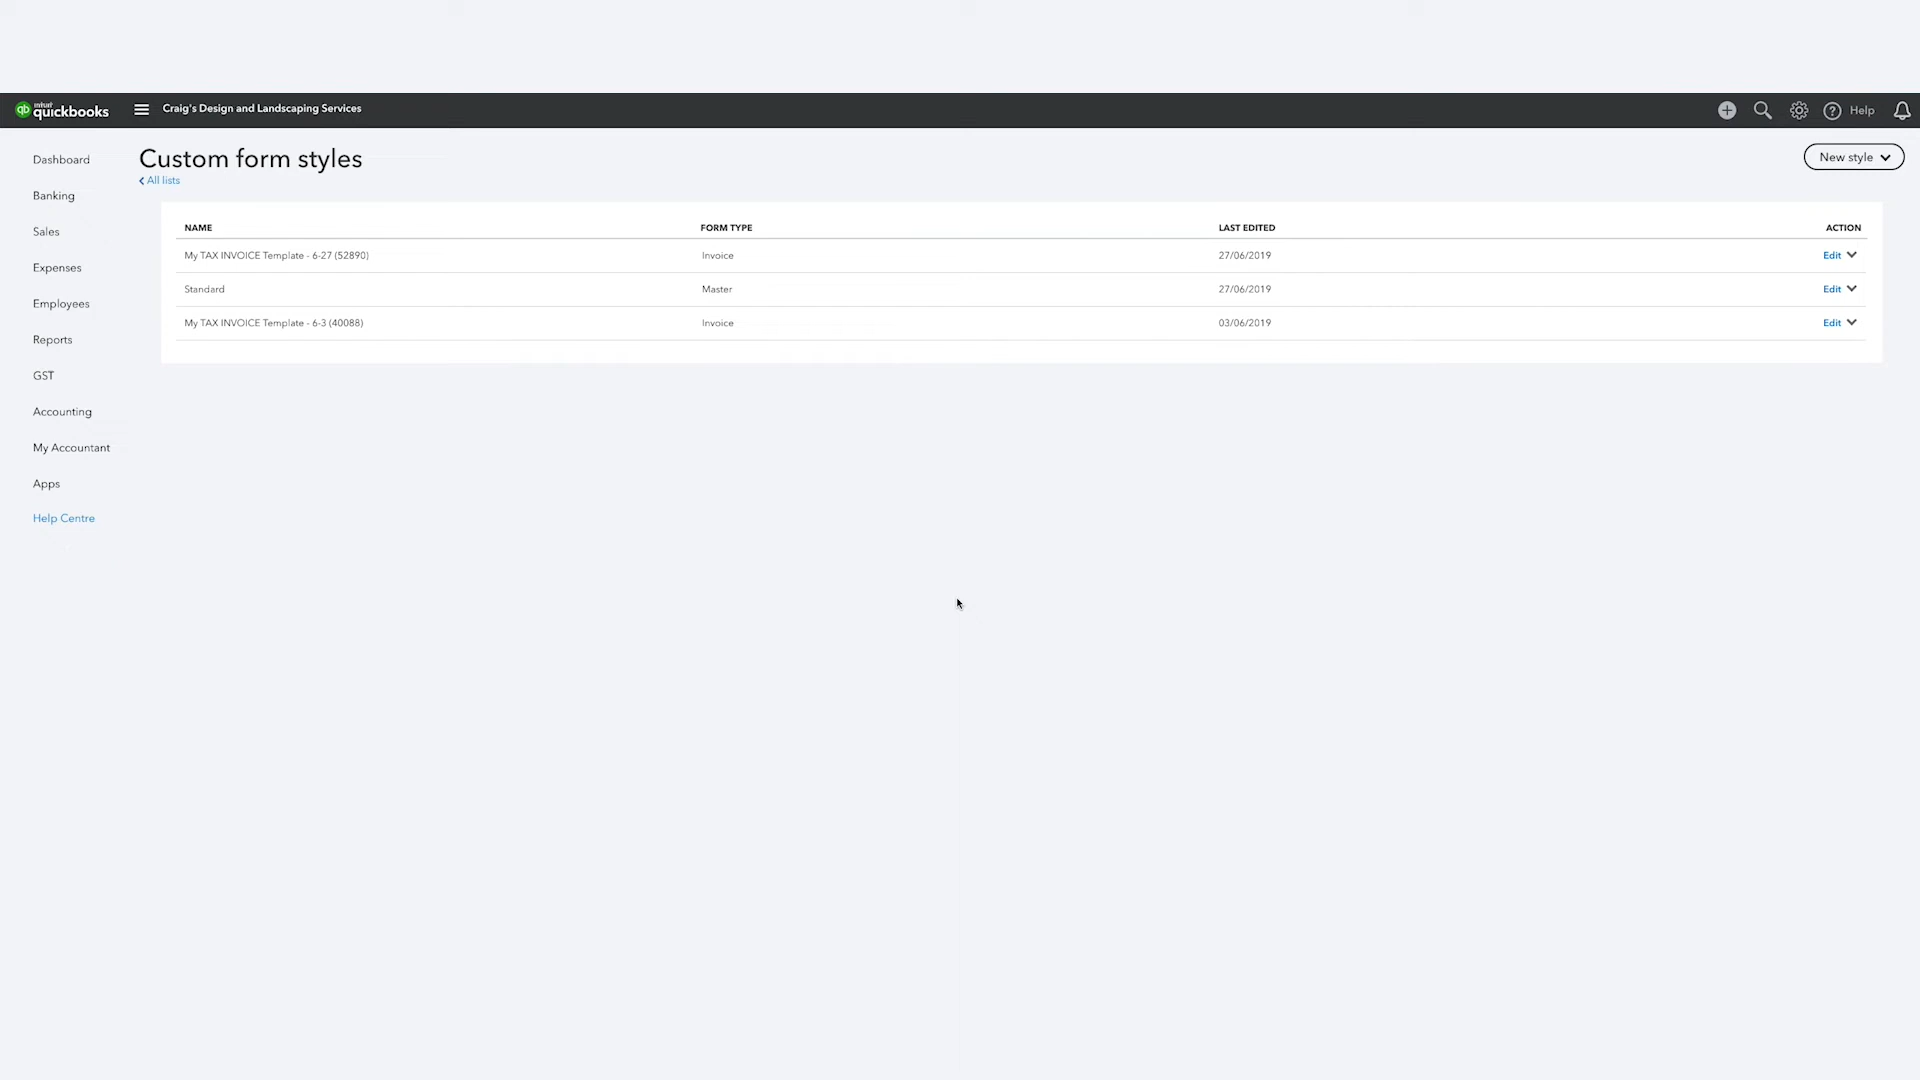 intuit quickbooks Craig's Design and Landscaping Services Help
Dashboard
Banking
Sales
Expenses
Employees
Reports
GST
Accounting
My Accountant
Apps
Help Centre
Custom form styles
All lists
New style
NAME FORM TYPE LAST EDITED ACTION
My TAX INVOICE Template - 6-27 (52890) Invoice 27/06/2019 Edit
Standard Master 27/06/2019 Edit
My TAX INVOICE Template - 6-3 (40088) Invoice 03/06/2019 Edit